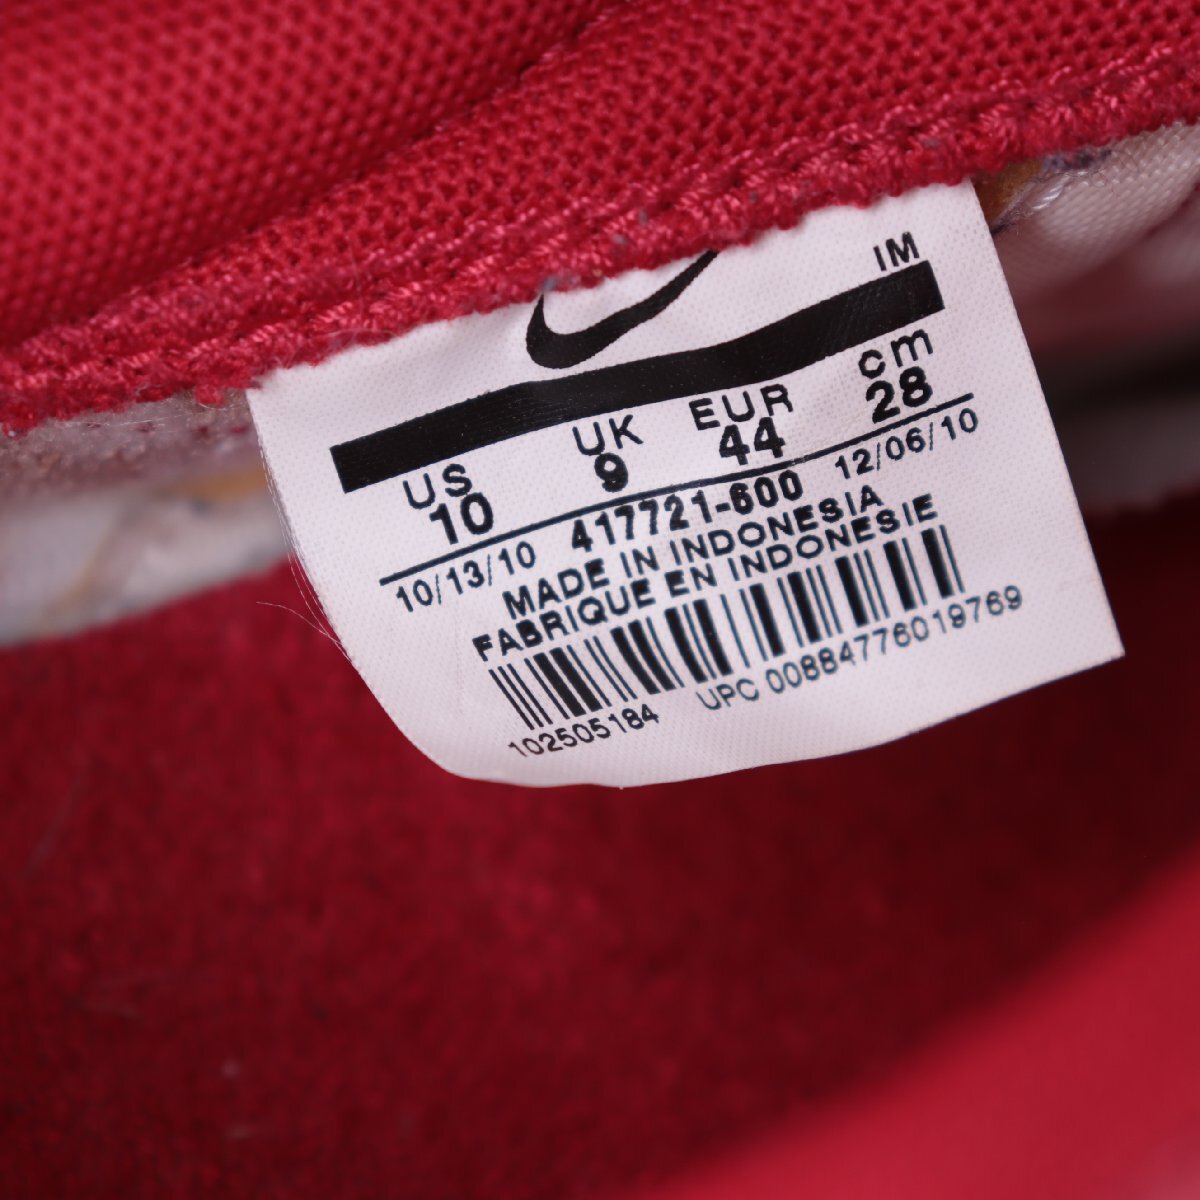 IM
US UK EUR cm
10 9 44 28
10/13/10 417721-600 12/06/10
MADE IN INDONESIA
FABRIQUE EN INDONESIE
102505184 UPC 00884776019769